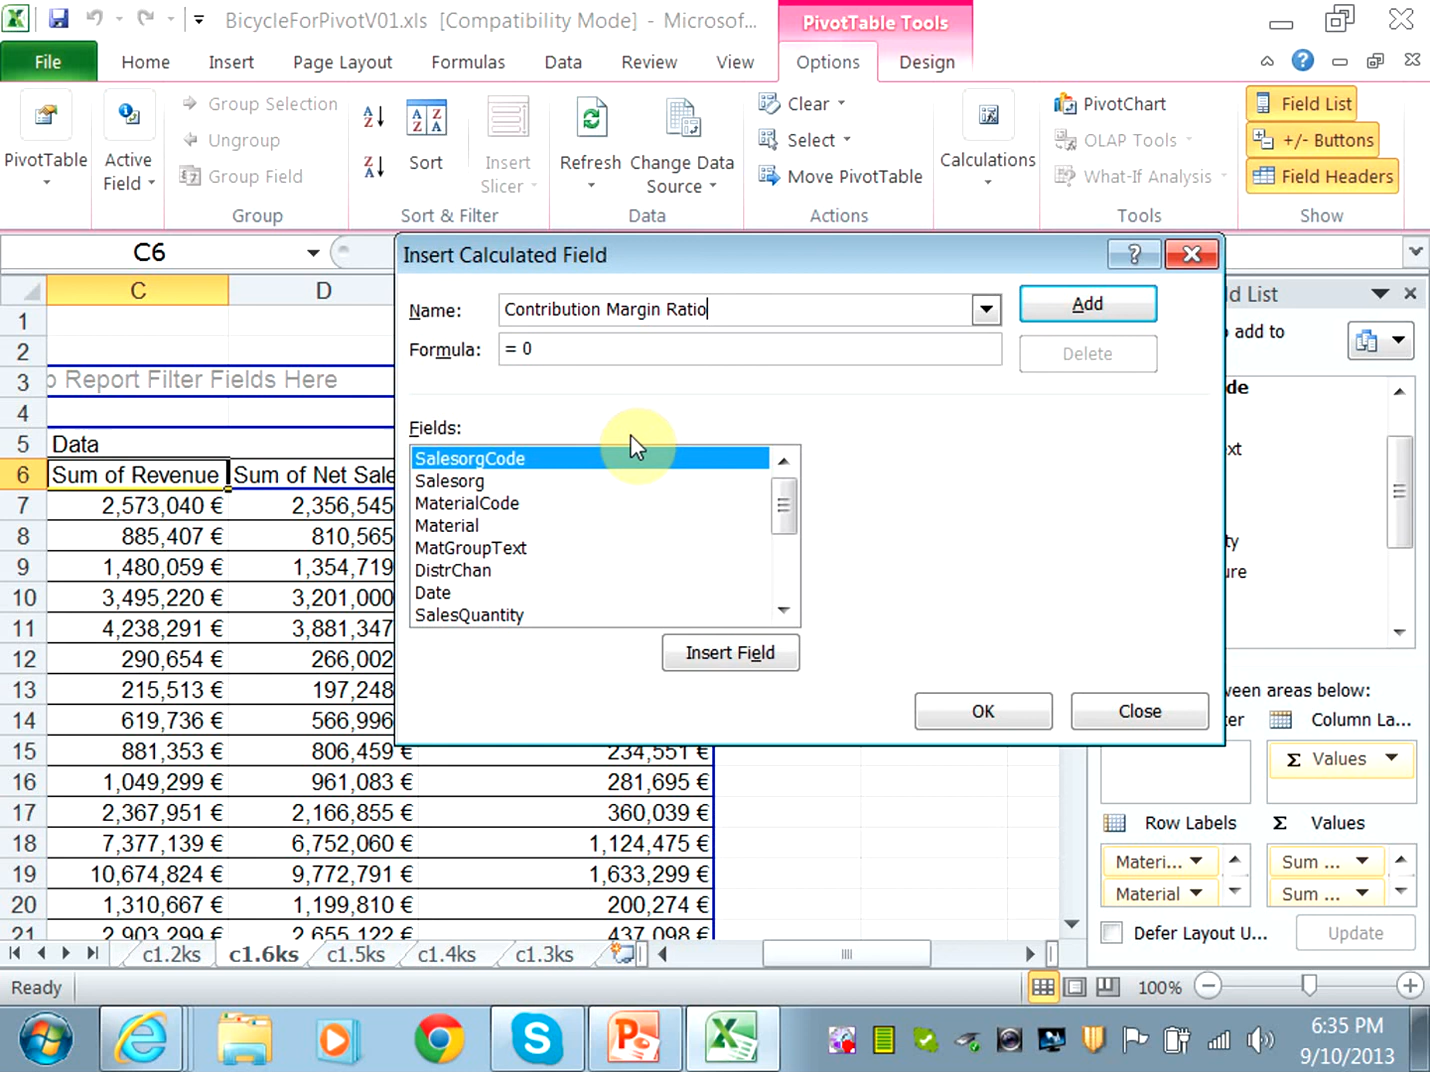 BicycleForPivotV01.xls [Compatibility Mode] - Microsof...
PivotTable Tools
File Home Insert Page Layout Formulas Data Review View Options Design
PivotTable
Active Field
Group Selection
Ungroup
Group Field
Group
Sort
Insert Slicer
Sort & Filter
Refresh
Change Data Source
Data
Clear
Select
Move PivotTable
Actions
Calculations
PivotChart
OLAP Tools
What-If Analysis
Tools
Field List
+/- Buttons
Field Headers
Show
C6
Insert Calculated Field
Name: Contribution Margin Ratio
Add
Formula: = 0
Delete
Fields:
SalesorgCode
Salesorg
MaterialCode
Material
MatGroupText
DistrChan
Date
SalesQuantity
Insert Field
OK Close
C D
1
2
3 p Report Filter Fields Here
4
5 Data
6 Sum of Revenue Sum of Net Sale
7 2,573,040 € 2,356,545
8 885,407 € 810,565
9 1,480,059 € 1,354,719
10 3,495,220 € 3,201,000
11 4,238,291 € 3,881,347
12 290,654 € 266,002
13 215,513 € 197,248
14 619,736 € 566,996
15 881,353 € 806,459 € 234,551 €
16 1,049,299 € 961,083 € 281,695 €
17 2,367,951 € 2,166,855 € 360,039 €
18 7,377,139 € 6,752,060 € 1,124,475 €
19 10,674,824 € 9,772,791 € 1,633,299 €
20 1,310,667 € 1,199,810 € 200,274 €
21 2,903,299 € 2,655,122 € 437,098 €
d List
o add to
de
ext
ity
ure
ween areas below:
ter Column La...
Σ Values
Row Labels Σ Values
Materi... Sum ...
Material Sum ...
Defer Layout U... Update
c1.2ks c1.6ks c1.5ks c1.4ks c1.3ks
Ready
100%
6:35 PM
9/10/2013